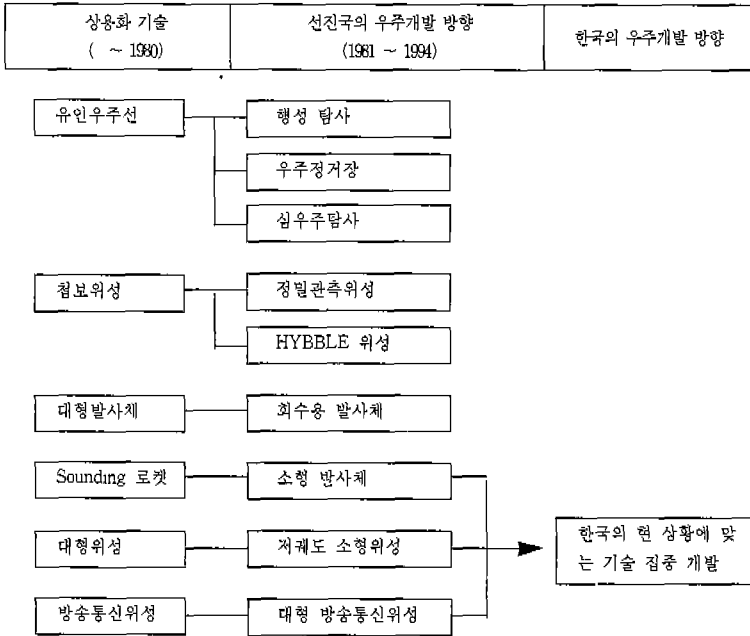 상용화 기술
( ~ 1980)
선진국의 우주개발 방향
(1981 ~ 1994)
한국의 우주개발 방향
유인우주선
행성 탐사
우주정거장
심우주탐사
첩보위성
정밀관측위성
HYBBLE 위성
대형발사체
회수용 발사체
Sounding 로켓
소형 발사체
대형위성
저궤도 소형위성
한국의 현 상황에 맞
는 기술 집중 개발
방송통신위성
대형 방송통신위성